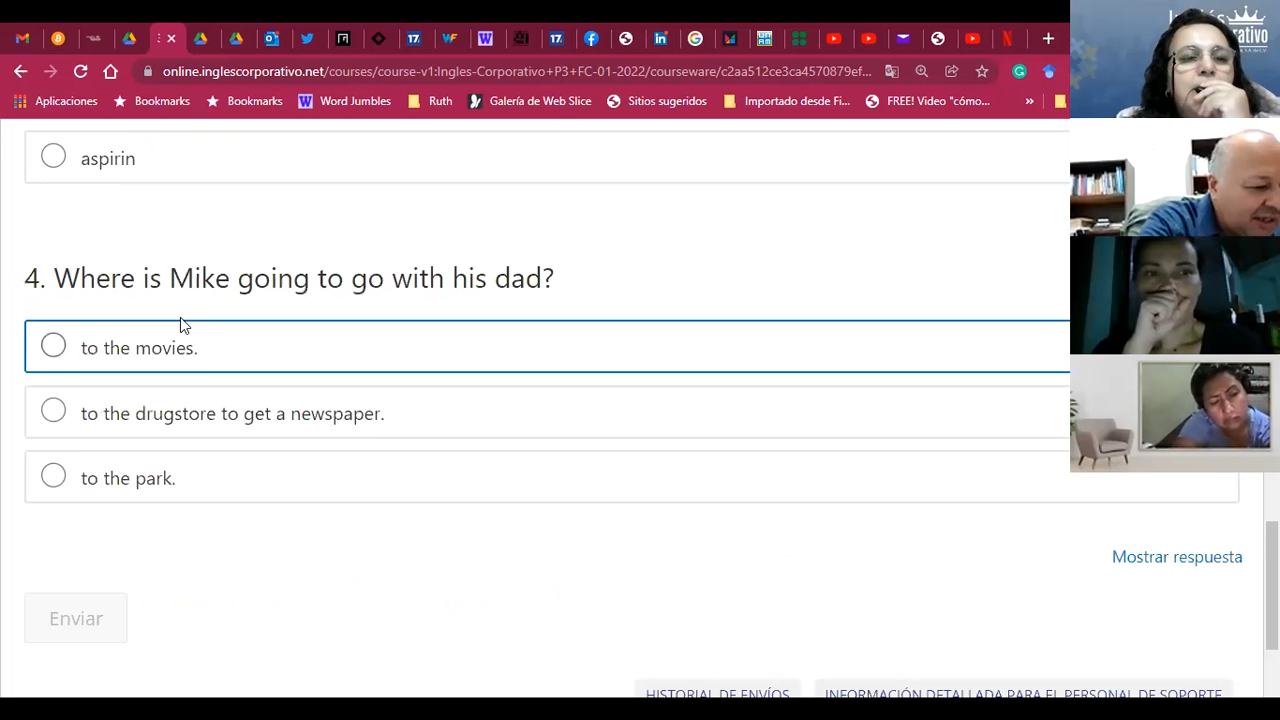 Inglés
rativo
online.inglescorporativo.net/courses/course-v1:Ingles-Corporativo+P3+FC-01-2022/courseware/c2aa512ce3ca4570879ef...
Aplicaciones Bookmarks Bookmarks Word Jumbles Ruth Galería de Web Slice Sitios sugeridos Importado desde Fi... FREE! Video "cómo... »
aspirin
4. Where is Mike going to go with his dad?
to the movies.
to the drugstore to get a newspaper.
to the park.
Mostrar respuesta
Enviar
HISTORIAL DE ENVÍOS INFORMACIÓN DETALLADA PARA EL PERSONAL DE SOPORTE